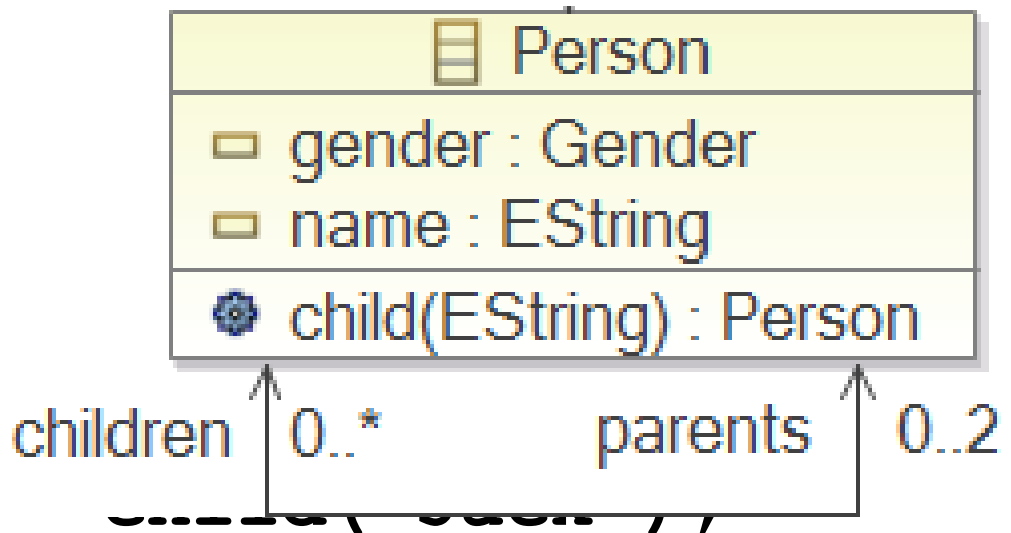 Person
gender : Gender
name : EString
child(EString) : Person
children 0..* parents 0..2